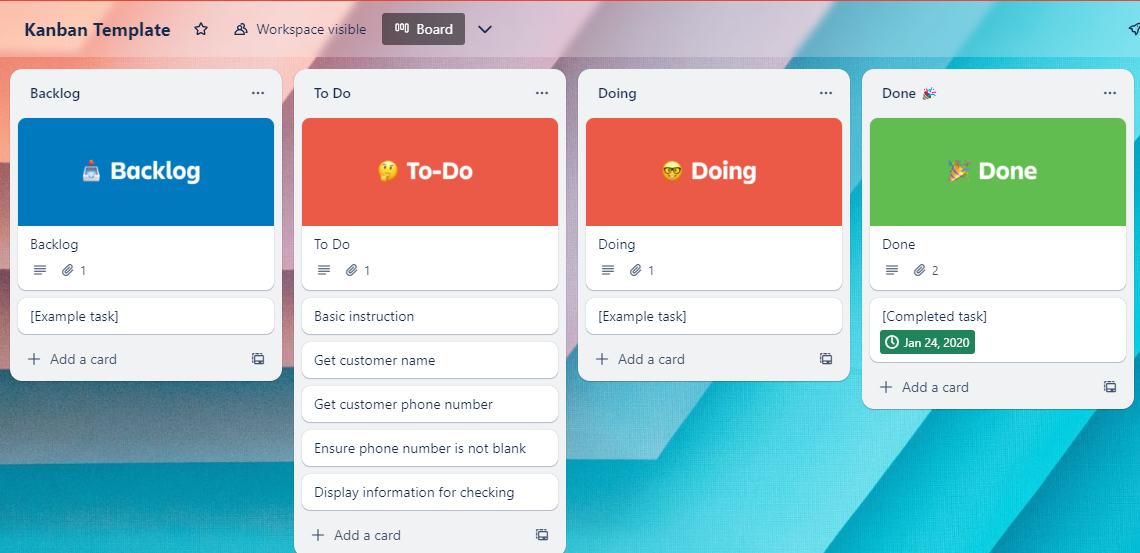 Kanban Template
Workspace visible
Board
Backlog
Backlog
Backlog
1
[Example task]
Add a card
To Do
To-Do
To Do
1
Basic instruction
Get customer name
Get customer phone number
Ensure phone number is not blank
Display information for checking
Add a card
Doing
Doing
Doing
1
[Example task]
Add a card
Done
Done
Done
2
[Completed task]
Jan 24, 2020
Add a card